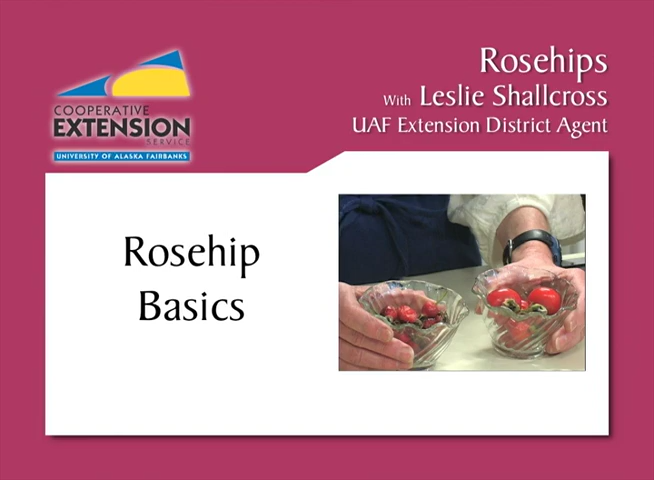 COOPERATIVE
EXTENSION
SERVICE
UNIVERSITY OF ALASKA FAIRBANKS
Rosehips
With Leslie Shallcross
UAF Extension District Agent
Rosehip
Basics